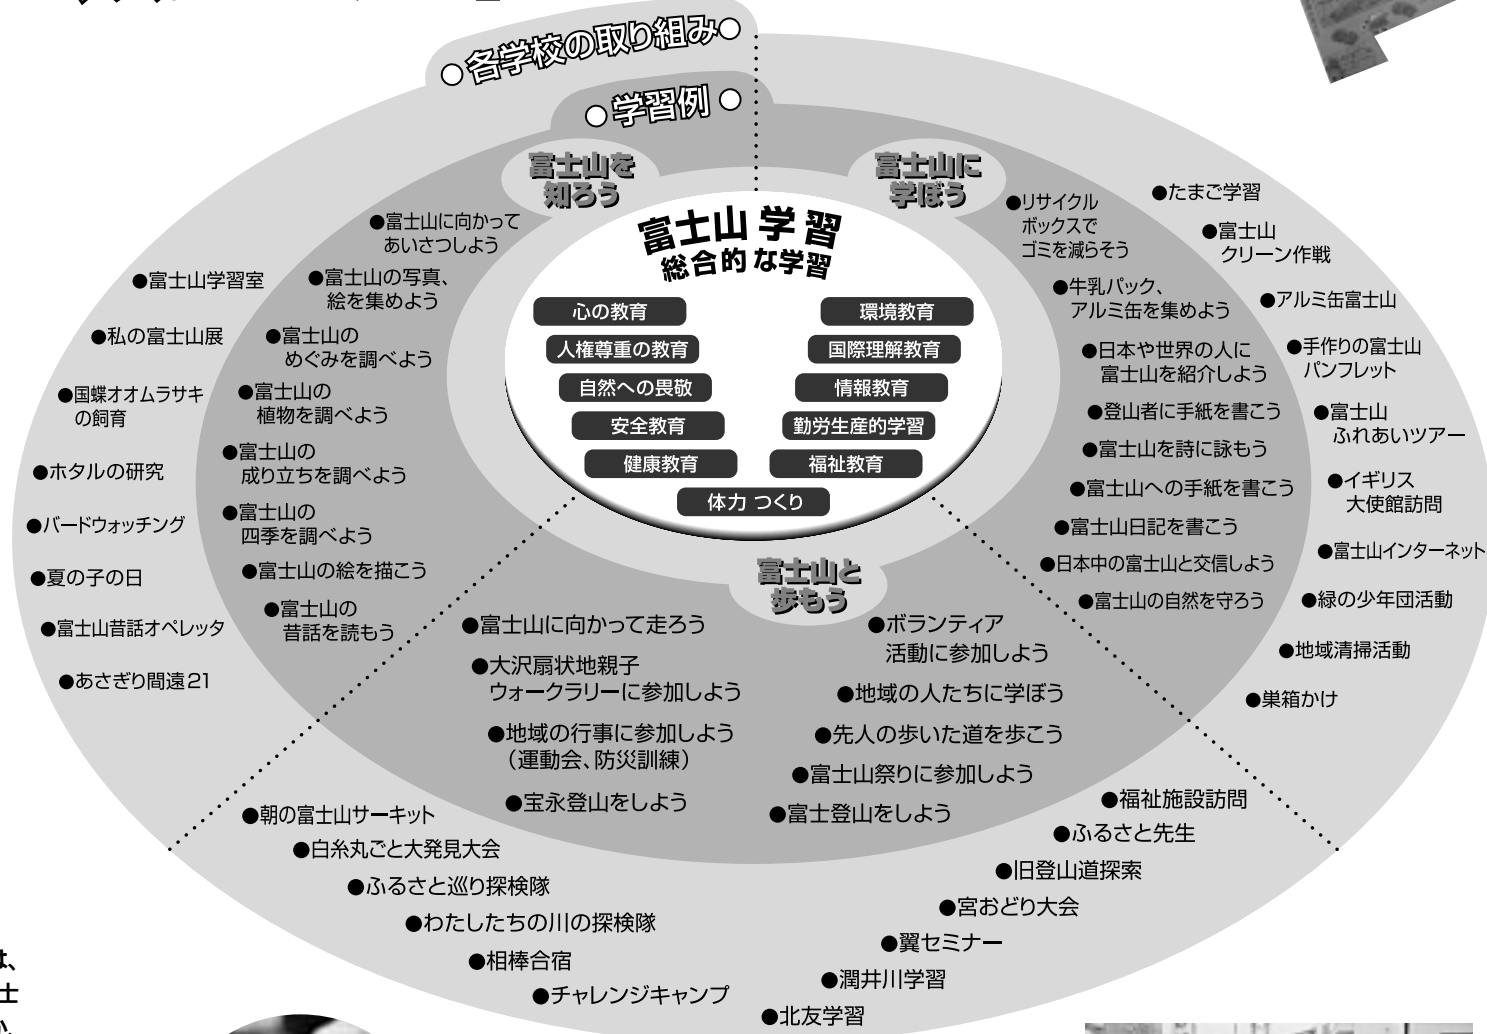 ●各学校の取り組み●
●学習例●
富士山を
知ろう
富士山に
学ぼう
富士山学習
総合的な学習
心の教育
人権尊重の教育
自然への畏敬
安全教育
健康教育
環境教育
国際理解教育
情報教育
勤労生産的学習
福祉教育
体力つくり
●富士山に向かって
あいさつしよう
●富士山の写真、
絵を集めよう
●富士山の
めぐみを調べよう
●富士山の
植物を調べよう
●富士山の
成り立ちを調べよう
●富士山の
四季を調べよう
●富士山の絵を描こう
●富士山の
昔話を読もう
●富士山学習室
●私の富士山展
●国蝶オオムラサキ
の飼育
●ホタルの研究
●バードウォッチング
●夏の子の日
●富士山昔話オペレッタ
●あさぎり間遠21
●リサイクル
ボックスで
ゴミを減らそう
●牛乳パック、
アルミ缶を集めよう
●日本や世界の人に
富士山を紹介しよう
●登山者に手紙を書こう
●富士山を詩に詠もう
●富士山への手紙を書こう
●富士山日記を書こう
●日本中の富士山と交信しよう
●富士山の自然を守ろう
●たまご学習
●富士山
クリーン作戦
●アルミ缶富士山
●手作りの富士山
パンフレット
●富士山
ふれあいツアー
●イギリス
大使館訪問
●富士山インターネット
●緑の少年団活動
●地域清掃活動
●巣箱かけ
富士山と
歩もう
●富士山に向かって走ろう
●大沢扇状地親子
ウォークラリーに参加しよう
●地域の行事に参加しよう
(運動会、防災訓練)
●宝永登山をしよう
●ボランティア
活動に参加しよう
●地域の人たちに学ぼう
●先人の歩いた道を歩こう
●富士山祭りに参加しよう
●富士登山をしよう
●朝の富士山サーキット
●白糸丸ごと大発見大会
●ふるさと巡り探検隊
●わたしたちの川の探検隊
●相棒合宿
●チャレンジキャンプ
●福祉施設訪問
●ふるさと先生
●旧登山道探索
●宮おどり大会
●翼セミナー
●潤井川学習
●北友学習
は、
士